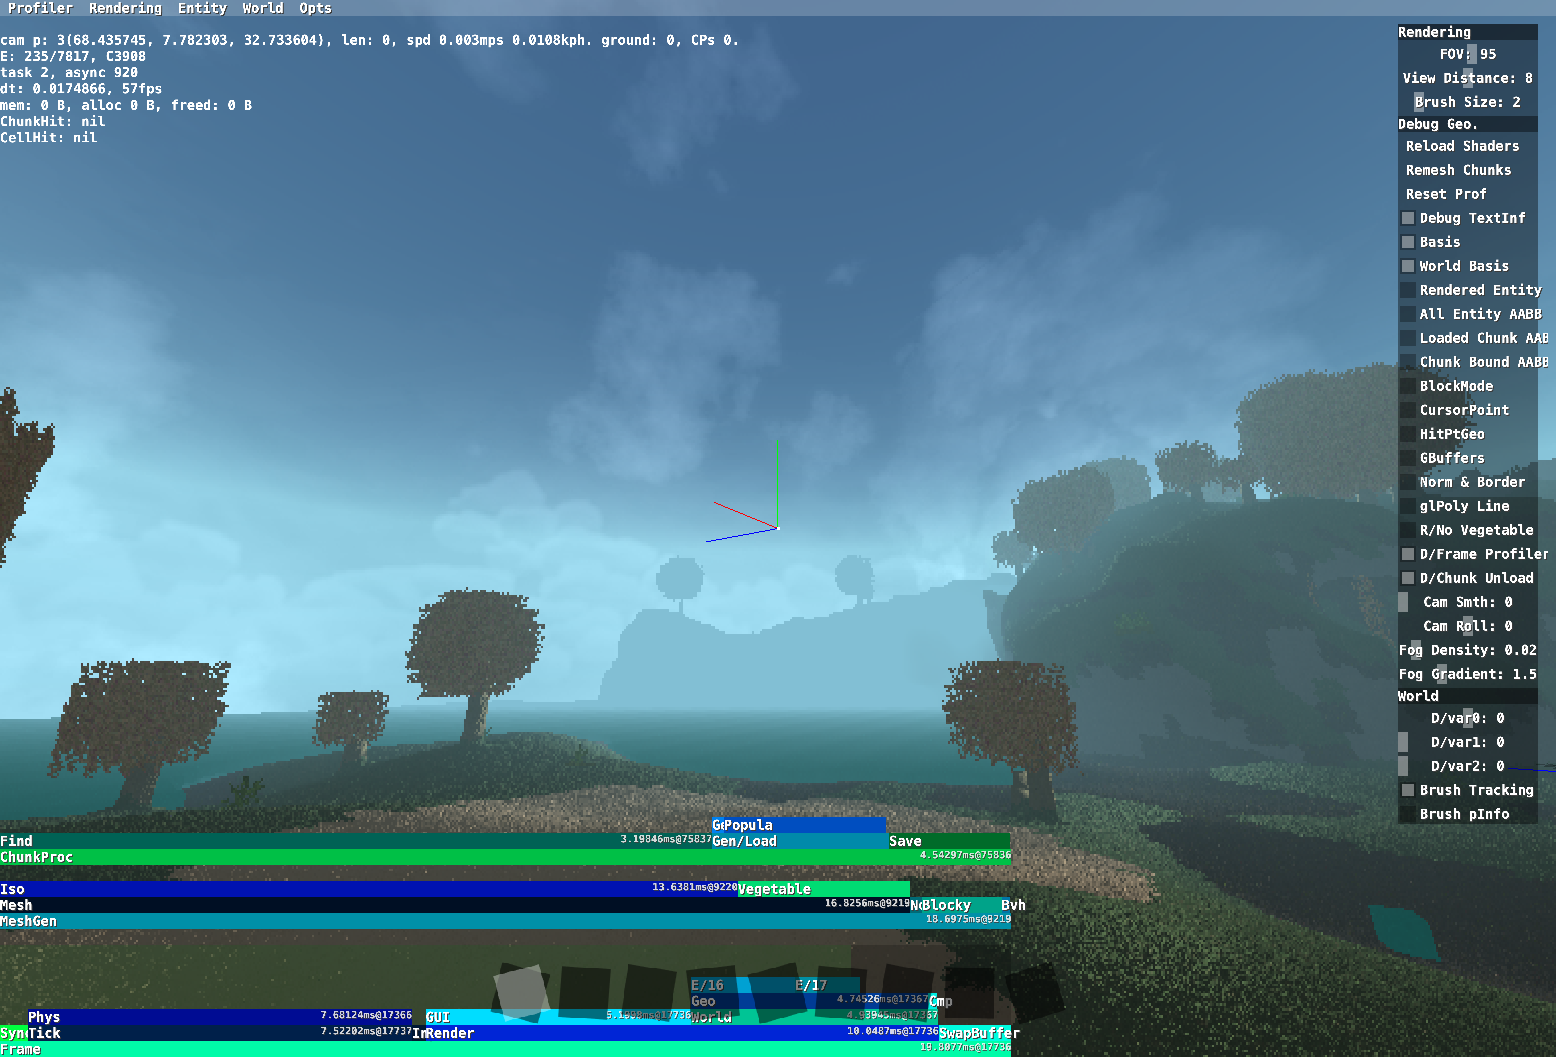 Profiler Rendering Entity World Opts
cam p: 3(68.435745, 7.782303, 32.733604), len: 0, spd 0.003mps 0.0108kph. ground: 0, CPs 0.
E: 235/7817, C3908
task 2, async 920
dt: 0.0174866, 57fps
mem: 0 B, alloc 0 B, freed: 0 B
ChunkHit: nil
CellHit: nil
Rendering
FOV: 95
View Distance: 8
Brush Size: 2
Debug Geo.
Reload Shaders
Remesh Chunks
Reset Prof
Debug TextInf
Basis
World Basis
Rendered Entity
All Entity AABB
Loaded Chunk AAB
Chunk Bound AABB
BlockMode
CursorPoint
HitPtGeo
GBuffers
Norm & Border
glPoly Line
R/No Vegetable
D/Frame Profiler
D/Chunk Unload
Cam Smth: 0
Cam Roll: 0
Fog Density: 0.02
Fog Gradient: 1.5
World
D/var0: 0
D/var1: 0
D/var2: 0
Brush Tracking
Brush pInfo
Popula
Find 3.19846ms@75837 Gen/Load Save
ChunkProc 4.54297ms@75836
Iso 13.6381ms@9220 Vegetable
Mesh 16.8256ms@9219 Blocky Bvh
MeshGen 18.6975ms@9219
E/16 E/17
Geo 4.74526ms@17367 Cmp
Phys 7.68124ms@17366 GUI World
Tick 7.52202ms@17737 Render 10.0487ms@17736 SwapBuffer
Frame